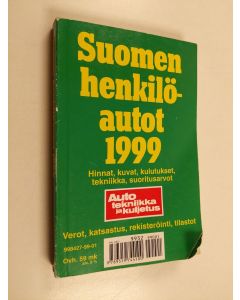 Suomen
henkilö-
autot
1999
Hinnat, kuvat, kulutukset,
tekniikka, suoritusarvot
Auto
tekniikka
ja kuljetus
Verot, katsastus, rekisteröinti, tilastot
Ovh. 59 mk